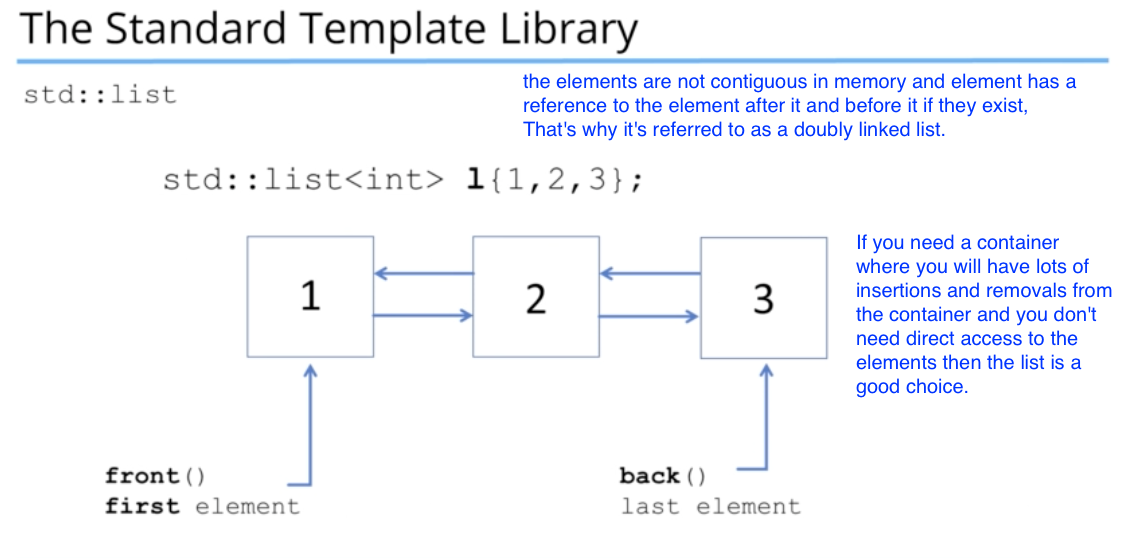 The Standard Template Library
std::list
the elements are not contiguous in memory and element has a
reference to the element after it and before it if they exist,
That's why it's referred to as a doubly linked list.
std::list<int> l{1,2,3};
1
2
3
If you need a container
where you will have lots of
insertions and removals from
the container and you don't
need direct access to the
elements then the list is a
good choice.
front()
first element
back()
last element